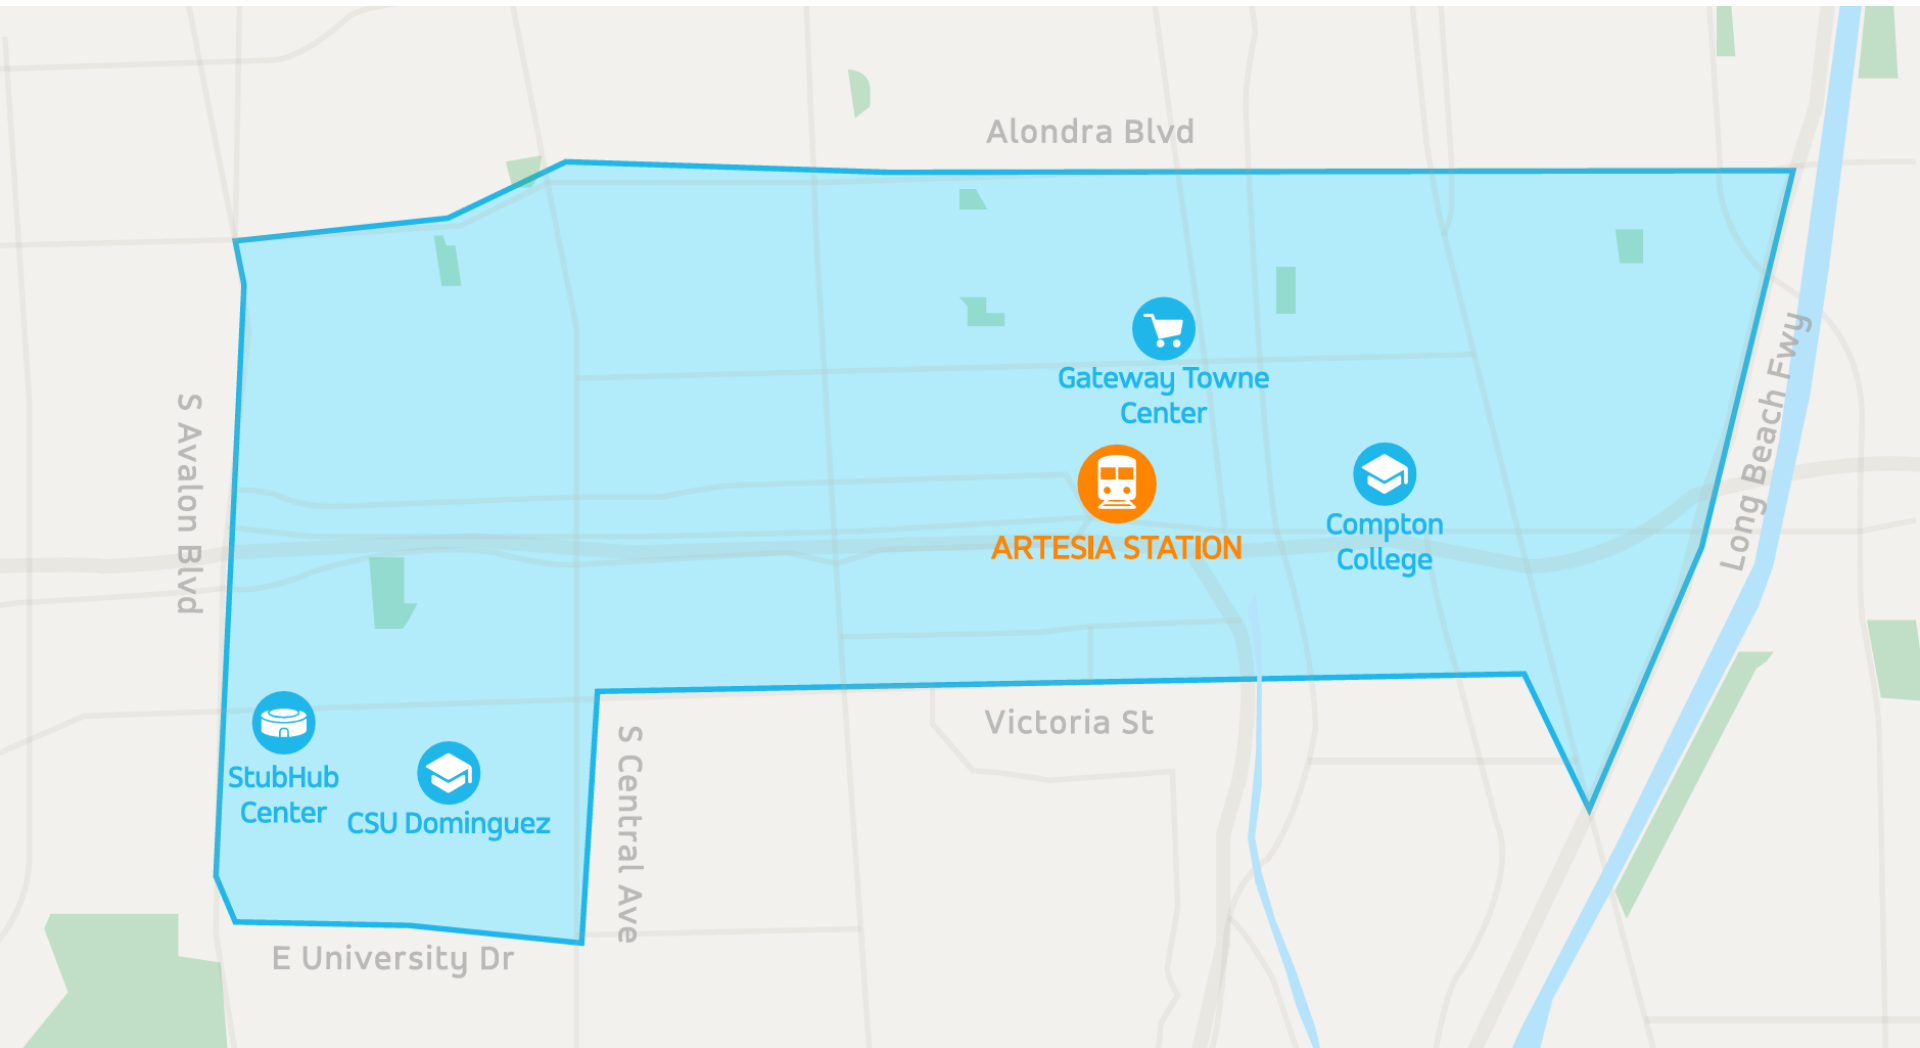 Alondra Blvd
S Avalon Blvd
Long Beach Fwy
Gateway Towne
Center
ARTESIA STATION
Compton
College
StubHub
Center
CSU Dominguez
Victoria St
S Central Ave
E University Dr